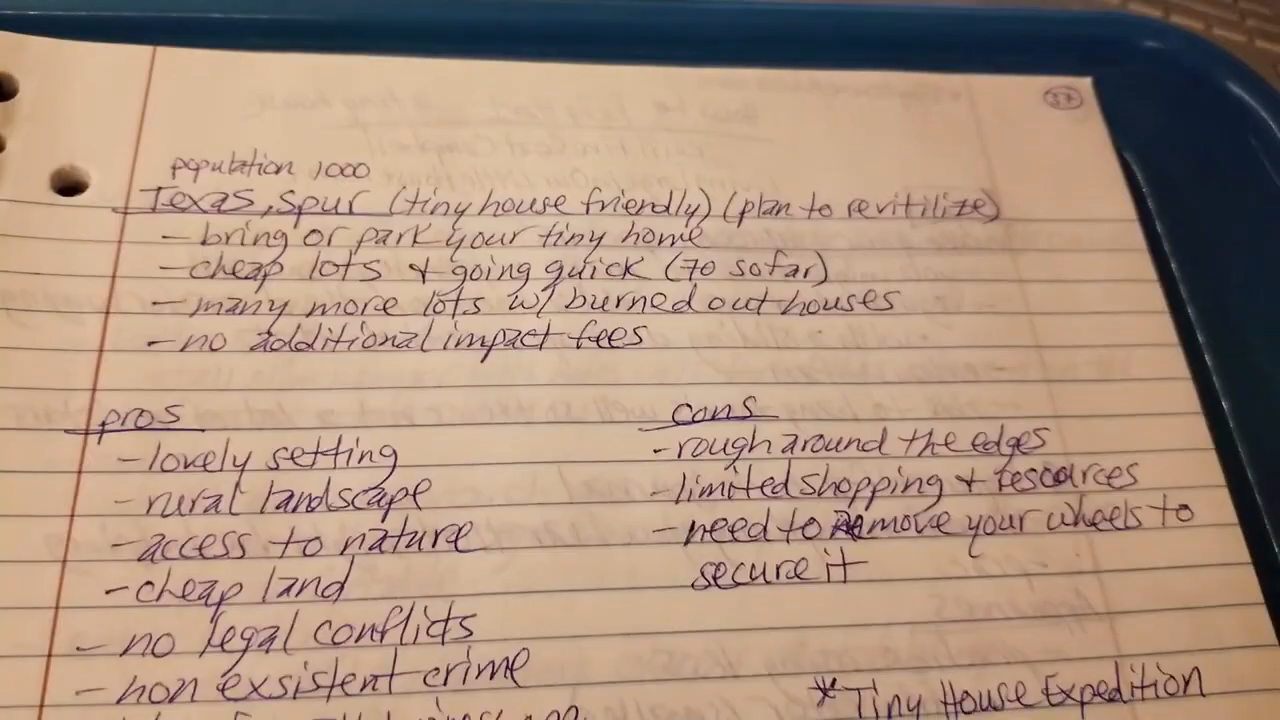 37
population 1000
Texas, Spur (tiny house friendly) (plan to revitilize)
- bring or park your tiny home
- cheap lots + going quick (70 so far)
- many more lots w/ burned out houses
- no additional impact fees
pros
- lovely setting
- rural landscape
- access to nature
- cheap land
- no legal conflicts
- non exsistent crime
cons
- rough around the edges
- limited shopping + resources
- need to Remove your wheels to
secure it
* Tiny House Expedition